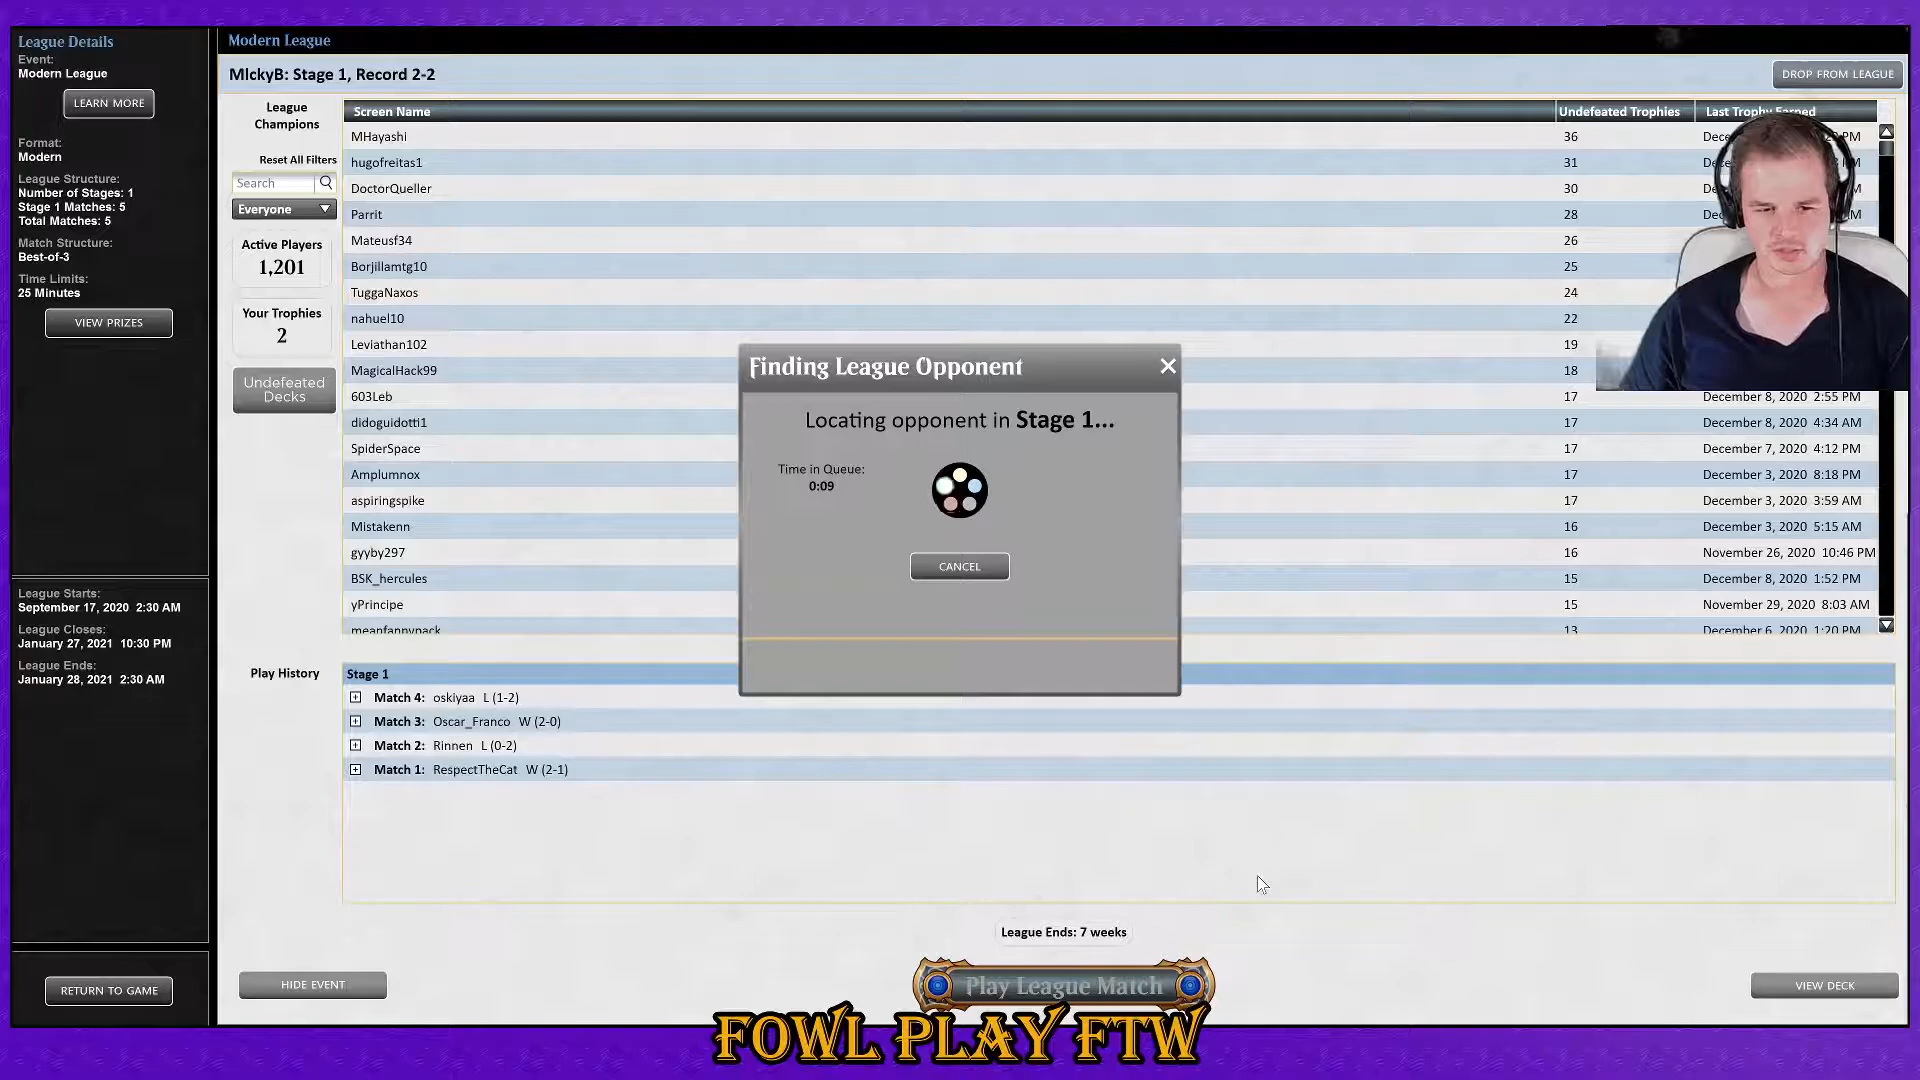 League Details
Event:
Modern League
LEARN MORE
Format:
Modern
League Structure:
Number of Stages: 1
Stage 1 Matches: 5
Total Matches: 5
Match Structure:
Best-of-3
Time Limits:
25 Minutes
VIEW PRIZES
League Starts:
September 17, 2020 2:30 AM
League Closes:
January 27, 2021 10:30 PM
League Ends:
January 28, 2021 2:30 AM
RETURN TO GAME
Modern League
MIckyB: Stage 1, Record 2-2
DROP FROM LEAGUE
League
Champions
Reset All Filters
Search
Everyone
Active Players
1,201
Your Trophies
2
Undefeated
Decks
Screen Name Undefeated Trophies Last Trophy Earned
MHayashi 36
hugofreitas1 31
DoctorQueller 30
Parrit 28
Mateusf34 26
Borjillamtg10 25
TuggaNaxos 24
nahuel10 22
Leviathan102 19
MagicalHack99 18
603Leb 17 December 8, 2020 2:55 PM
didoguidotti1 17 December 8, 2020 4:34 AM
SpiderSpace 17 December 7, 2020 4:12 PM
Amplumnox 17 December 3, 2020 8:18 PM
aspiringspike 17 December 3, 2020 3:59 AM
Mistakenn 16 December 3, 2020 5:15 AM
gyyby297 16 November 26, 2020 10:46 PM
BSK_hercules 15 December 8, 2020 1:52 PM
yPrincipe 15 November 29, 2020 8:03 AM
meanfannypack 13 December 6, 2020 1:20 PM
Finding League Opponent
Locating opponent in Stage 1...
Time in Queue:
0:09
CANCEL
Play History
Stage 1
Match 4: oskiyaa L (1-2)
Match 3: Oscar_Franco W (2-0)
Match 2: Rinnen L (0-2)
Match 1: RespectTheCat W (2-1)
League Ends: 7 weeks
HIDE EVENT
Play League Match
VIEW DECK
FOWL PLAY FTW